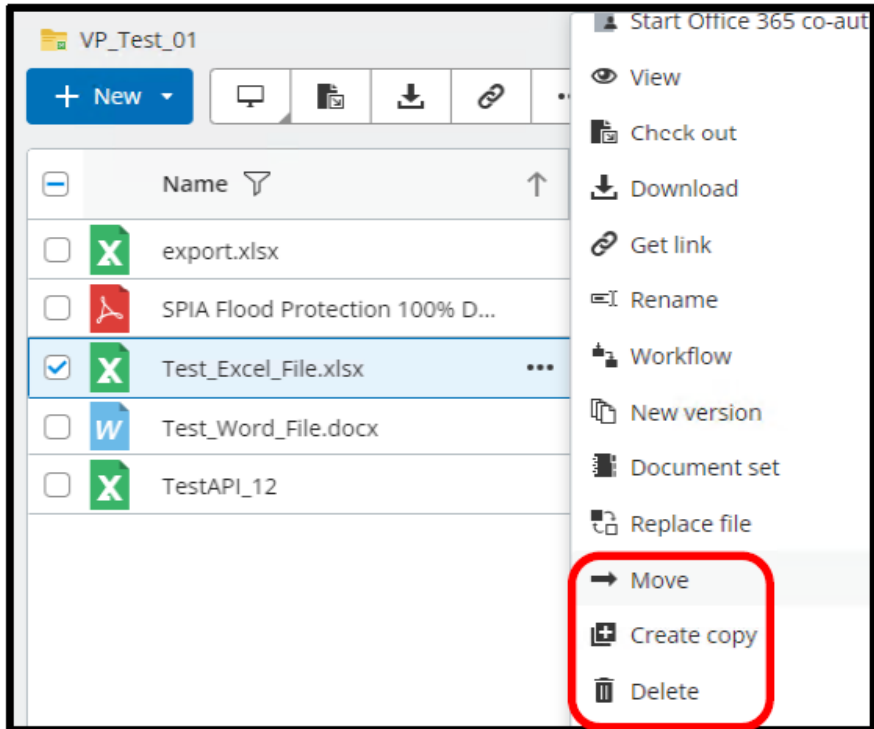 VP_Test_01
+ New
Name
export.xlsx
SPIA Flood Protection 100% D...
Test_Excel_File.xlsx
Test_Word_File.docx
TestAPI_12
Start Office 365 co-aut
View
Check out
Download
Get link
Rename
Workflow
New version
Document set
Replace file
Move
Create copy
Delete